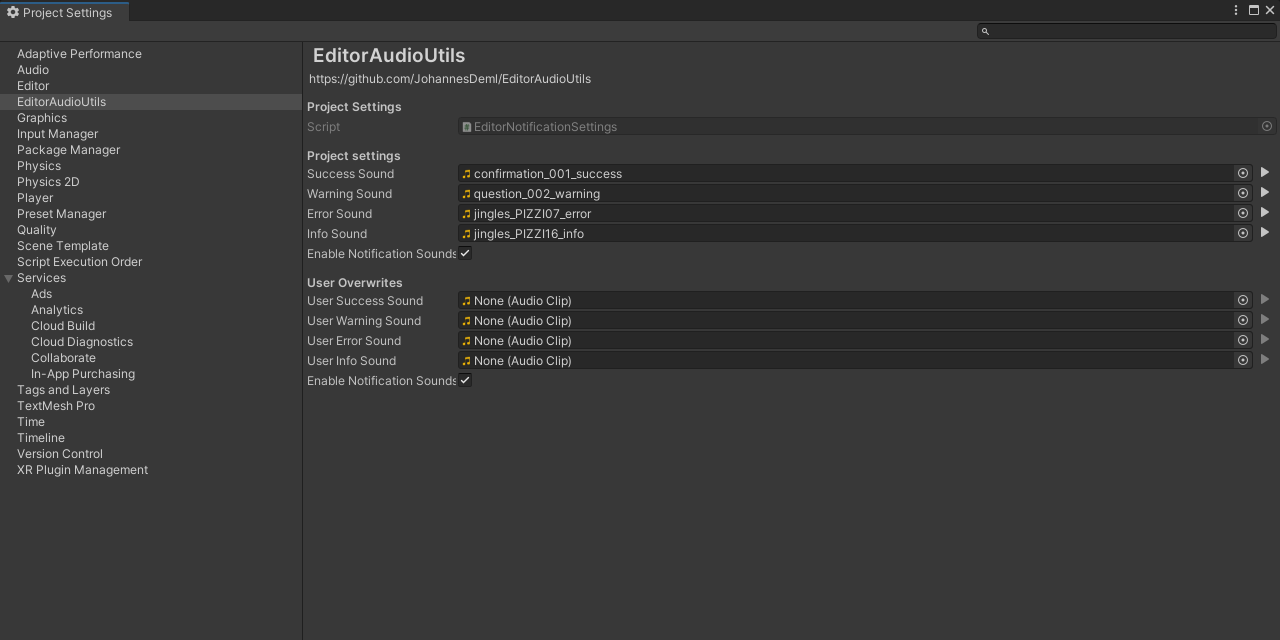 Project Settings
Adaptive Performance
Audio
Editor
EditorAudioUtils
Graphics
Input Manager
Package Manager
Physics
Physics 2D
Player
Preset Manager
Quality
Scene Template
Script Execution Order
Services
Ads
Analytics
Cloud Build
Cloud Diagnostics
Collaborate
In-App Purchasing
Tags and Layers
TextMesh Pro
Time
Timeline
Version Control
XR Plugin Management
EditorAudioUtils
https://github.com/JohannesDeml/EditorAudioUtils
Project Settings
Script EditorNotificationSettings
Project settings
Success Sound confirmation_001_success
Warning Sound question_002_warning
Error Sound jingles_PIZZI07_error
Info Sound jingles_PIZZI16_info
Enable Notification Sounds
User Overwrites
User Success Sound None (Audio Clip)
User Warning Sound None (Audio Clip)
User Error Sound None (Audio Clip)
User Info Sound None (Audio Clip)
Enable Notification Sounds